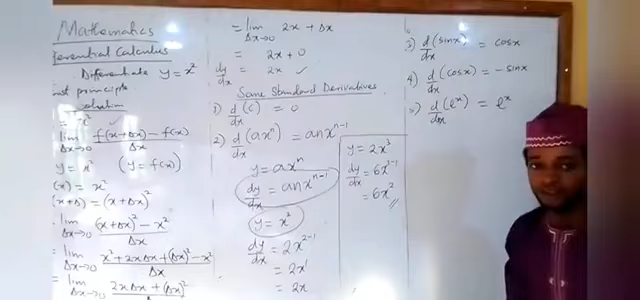 Mathematics
ferential Calculus
Differentiate y = x²
rst principle
solution
= x²
lim Δx→0 f(x+Δx) - f(x) / Δx
y = x² (y = f(x))
(x) = x²
(x+Δ) = (x+Δx)²
lim Δx→0 (x+Δx)² - x² / Δx
= lim Δx→0 x² + 2xΔx + (Δx)² - x² / Δx
= lim Δx→0 2xΔx + (Δx)²
= lim Δx→0 2x + Δx
= 2x + 0
dy/dx = 2x ✓
Some Standard Derivatives
1) d/dx (c) = 0
2) d/dx (axⁿ) = anxⁿ⁻¹
y = axⁿ
dy/dx = anxⁿ⁻¹
y = x²
dy/dx = 2x²⁻¹
= 2x¹
= 2x
y = 2x³
dy/dx = 6x³⁻¹
= 6x²
3) d/dx (sinx) = cosx
4) d/dx (cosx) = -sinx
5) d/dx (eˣ) = eˣ